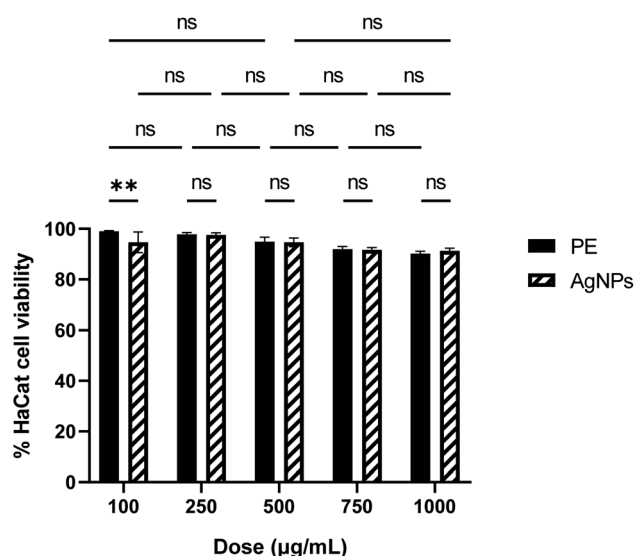 ns ns
ns ns ns ns
ns ns ns ns
** ns ns ns ns
100
80
60
40
20
0
% HaCat cell viability
100 250 500 750 1000
Dose (µg/mL)
PE
AgNPs